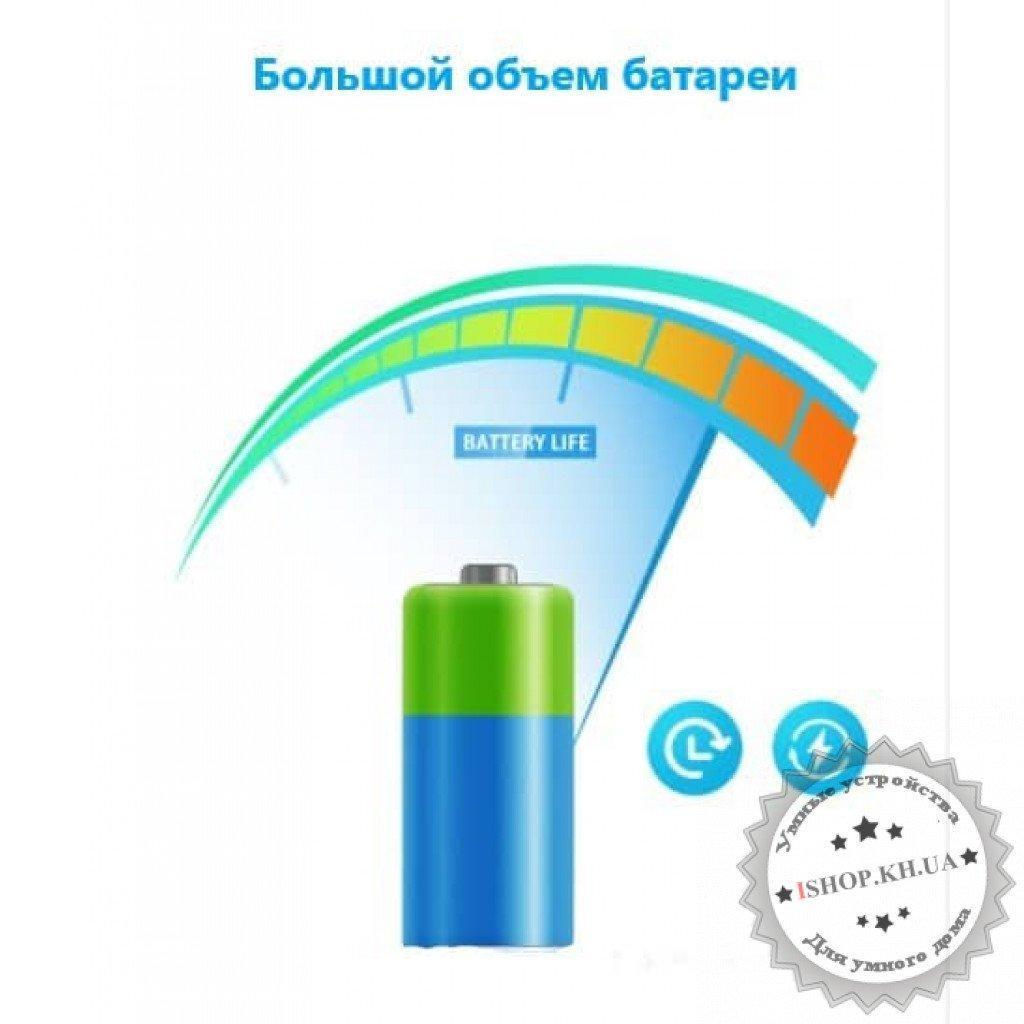 Большой объем батареи
BATTERY LIFE
Умные устройства
ISHOP.KH.UA
Для умного дома